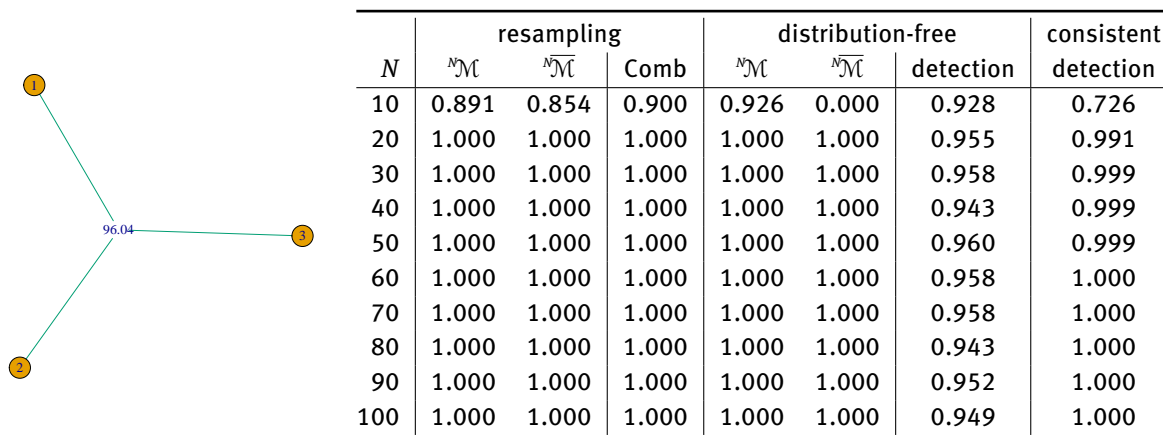 1
96.04
3
2
resampling distribution-free consistent
N ᴺℳ ᴺℳ̅ Comb ᴺℳ ᴺℳ̅ detection detection
10 0.891 0.854 0.900 0.926 0.000 0.928 0.726
20 1.000 1.000 1.000 1.000 1.000 0.955 0.991
30 1.000 1.000 1.000 1.000 1.000 0.958 0.999
40 1.000 1.000 1.000 1.000 1.000 0.943 0.999
50 1.000 1.000 1.000 1.000 1.000 0.960 0.999
60 1.000 1.000 1.000 1.000 1.000 0.958 1.000
70 1.000 1.000 1.000 1.000 1.000 0.958 1.000
80 1.000 1.000 1.000 1.000 1.000 0.943 1.000
90 1.000 1.000 1.000 1.000 1.000 0.952 1.000
100 1.000 1.000 1.000 1.000 1.000 0.949 1.000